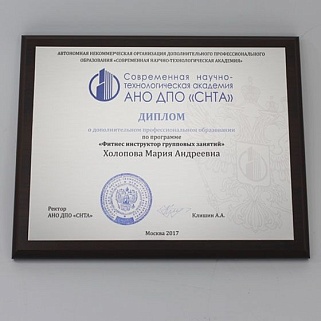 АВТОНОМНАЯ НЕКОММЕРЧЕСКАЯ ОРГАНИЗАЦИЯ ДОПОЛНИТЕЛЬНОГО ПРОФЕССИОНАЛЬНОГО
ОБРАЗОВАНИЯ «СОВРЕМЕННАЯ НАУЧНО-ТЕХНОЛОГИЧЕСКАЯ АКАДЕМИЯ»
Современная научно-
технологическая академия
АНО ДПО «СНТА»
ДИПЛОМ
о дополнительном профессиональном образовании
по программе
«Фитнес инструктор групповых занятий»
Холопова Мария Андреевна
Ректор
АНО ДПО «СНТА»
Клишин А.А.
Москва 2017